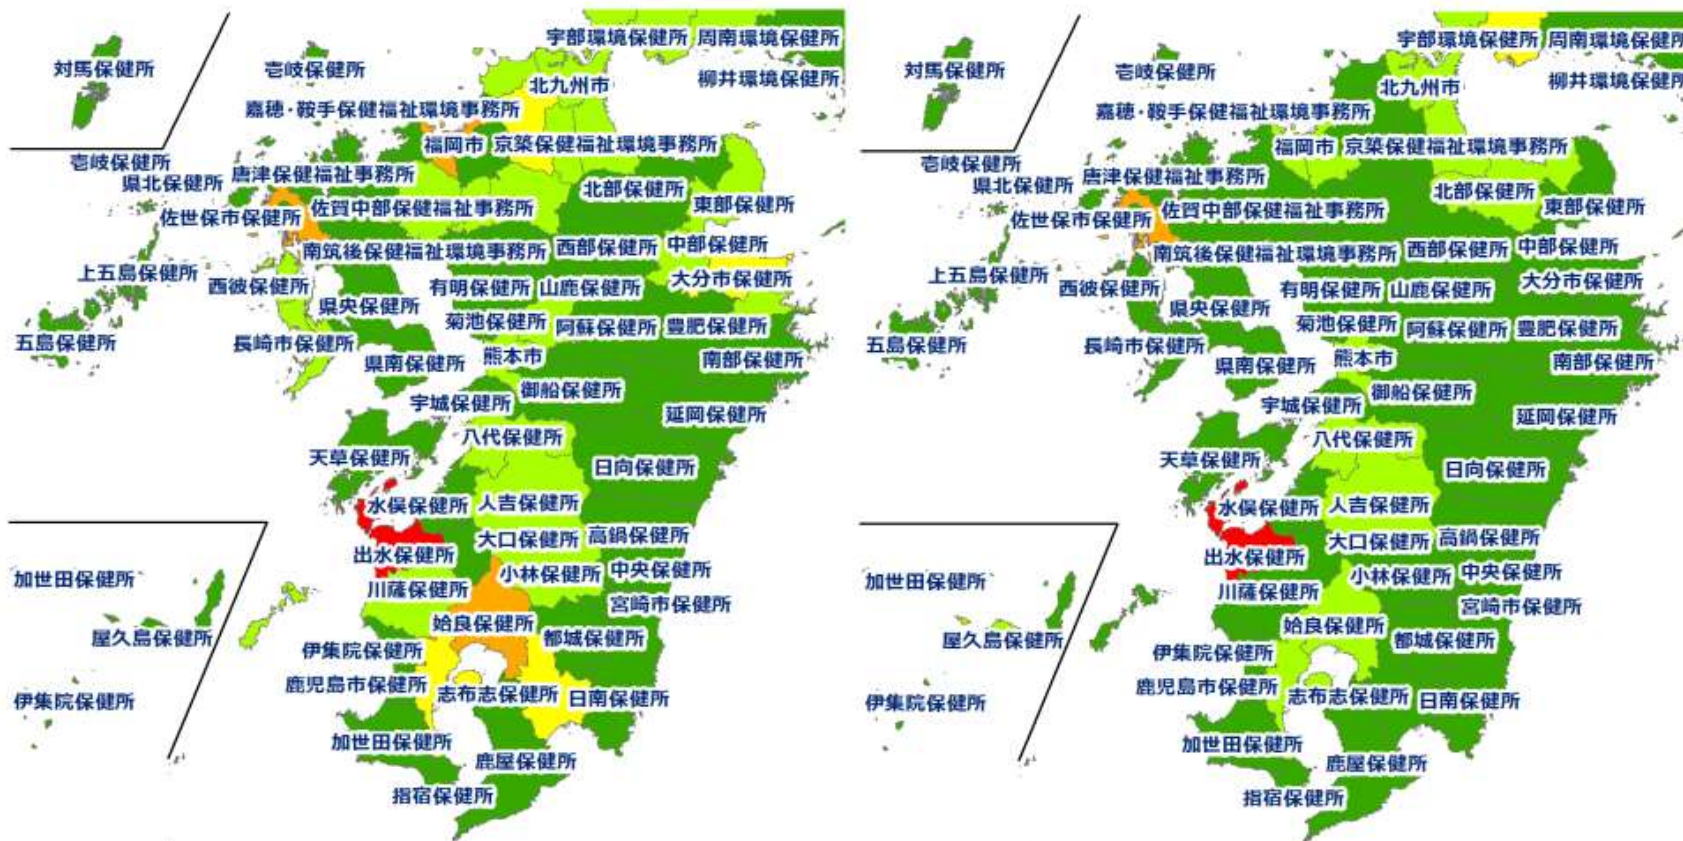 宇部環境保健所
周南環境保健所
対馬保健所
壱岐保健所
柳井環境保健所
北九州市
嘉穂・鞍手保健福祉環境事務所
福岡市
京築保健福祉環境事務所
壱岐保健所
県北保健所
唐津保健福祉事務所
北部保健所
佐世保市保健所
佐賀中部保健福祉事務所
東部保健所
南筑後保健福祉環境事務所
西部保健所
中部保健所
上五島保健所
西彼保健所
有明保健所
山鹿保健所
大分市保健所
県央保健所
菊池保健所
阿蘇保健所
豊肥保健所
五島保健所
長崎市保健所
県南保健所
熊本市
南部保健所
御船保健所
宇城保健所
延岡保健所
八代保健所
天草保健所
日向保健所
水俣保健所
人吉保健所
出水保健所
大口保健所
高鍋保健所
加世田保健所
川薩保健所
小林保健所
中央保健所
宮崎市保健所
屋久島保健所
姶良保健所
都城保健所
伊集院保健所
鹿児島市保健所
志布志保健所
日南保健所
伊集院保健所
加世田保健所
鹿屋保健所
指宿保健所
宇部環境保健所
周南環境保健所
対馬保健所
壱岐保健所
柳井環境保健所
北九州市
嘉穂・鞍手保健福祉環境事務所
福岡市
京築保健福祉環境事務所
壱岐保健所
県北保健所
唐津保健福祉事務所
北部保健所
佐世保市保健所
佐賀中部保健福祉事務所
東部保健所
南筑後保健福祉環境事務所
西部保健所
中部保健所
上五島保健所
西彼保健所
有明保健所
山鹿保健所
大分市保健所
県央保健所
菊池保健所
阿蘇保健所
豊肥保健所
五島保健所
長崎市保健所
県南保健所
熊本市
南部保健所
御船保健所
宇城保健所
延岡保健所
八代保健所
天草保健所
日向保健所
水俣保健所
人吉保健所
出水保健所
大口保健所
高鍋保健所
加世田保健所
川薩保健所
小林保健所
中央保健所
宮崎市保健所
屋久島保健所
姶良保健所
都城保健所
伊集院保健所
鹿児島市保健所
志布志保健所
日南保健所
伊集院保健所
加世田保健所
鹿屋保健所
指宿保健所